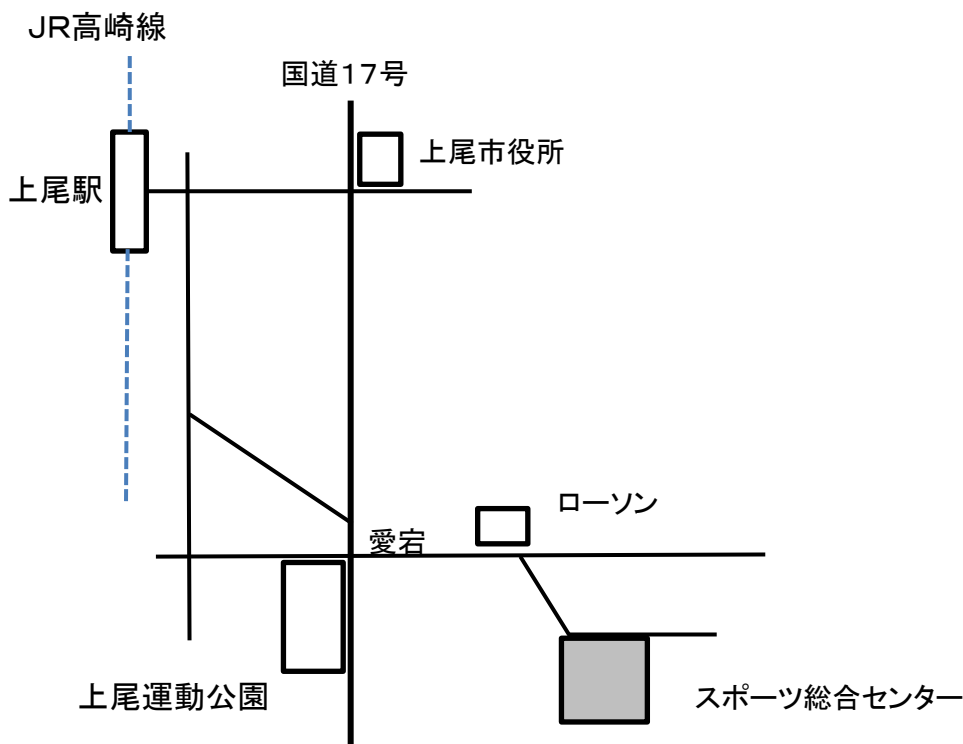 JR高崎線
国道17号
上尾市役所
上尾駅
ローソン
愛宕
上尾運動公園
スポーツ総合センター